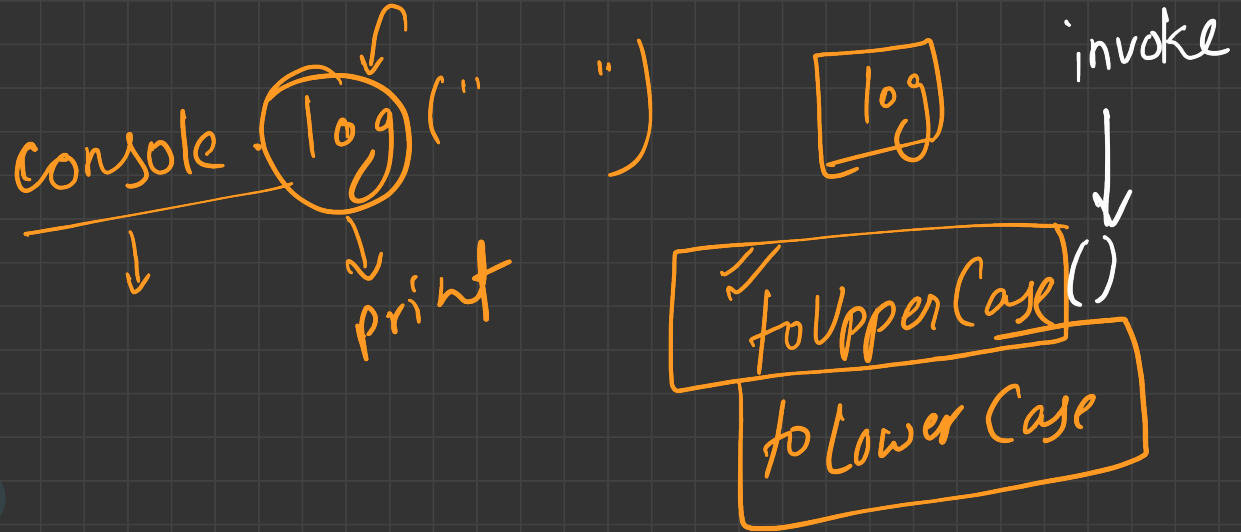 console.log(" ")
log
invoke
print
toUpperCase()
toLowerCase